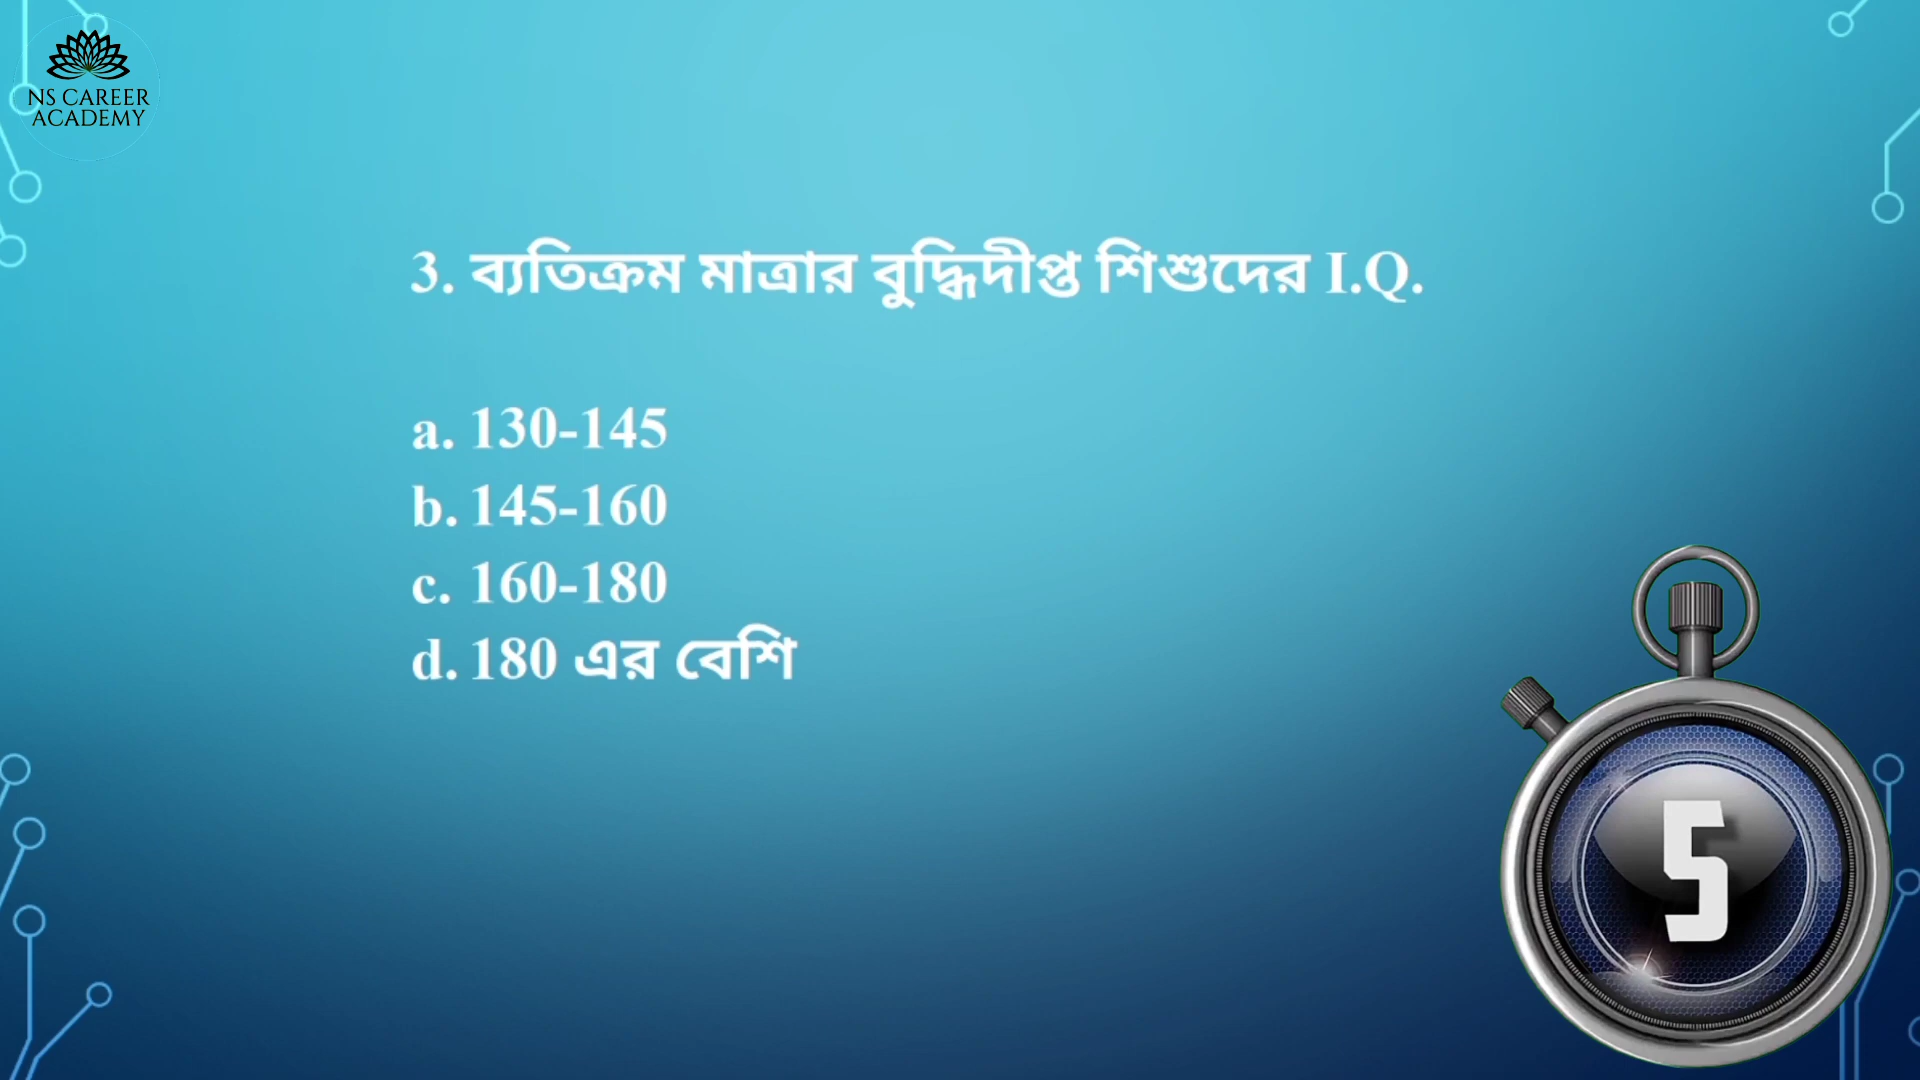 NS CAREER
ACADEMY
3. ব্যতিক্রম মাত্রার বুদ্ধিদীপ্ত শিশুদের I.Q.
a. 130-145
b. 145-160
c. 160-180
d. 180 এর বেশি
5